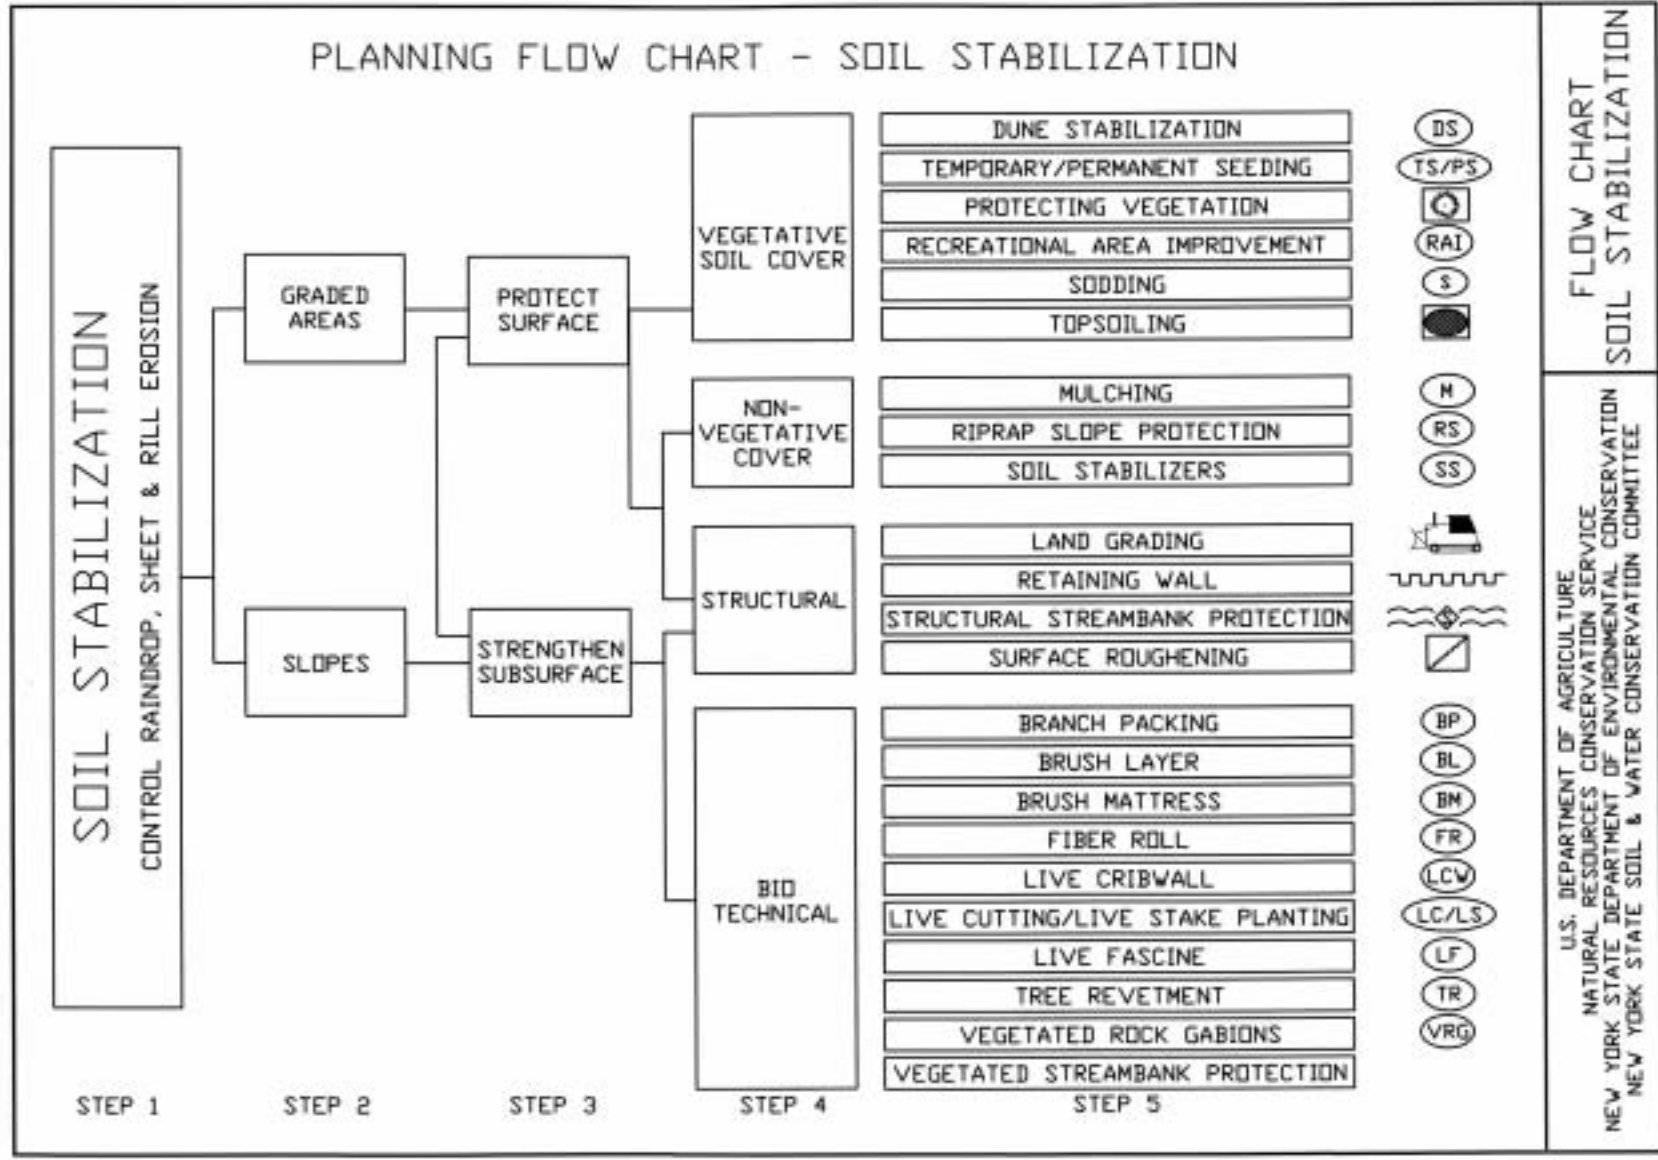 PLANNING FLOW CHART - SOIL STABILIZATION
SOIL STABILIZATION
CONTROL RAINDROP, SHEET & RILL EROSION
GRADED
AREAS
SLOPES
PROTECT
SURFACE
STRENGTHEN
SUBSURFACE
VEGETATIVE
SOIL COVER
NON-
VEGETATIVE
COVER
STRUCTURAL
BIO
TECHNICAL
DUNE STABILIZATION DS
TEMPORARY/PERMANENT SEEDING TS/PS
PROTECTING VEGETATION
RECREATIONAL AREA IMPROVEMENT RAI
SODDING S
TOPSOILING
MULCHING M
RIPRAP SLOPE PROTECTION RS
SOIL STABILIZERS SS
LAND GRADING
RETAINING WALL
STRUCTURAL STREAMBANK PROTECTION S
SURFACE ROUGHENING
BRANCH PACKING BP
BRUSH LAYER BL
BRUSH MATTRESS BM
FIBER ROLL FR
LIVE CRIBWALL LCW
LIVE CUTTING/LIVE STAKE PLANTING LC/LS
LIVE FASCINE LF
TREE REVETMENT TR
VEGETATED ROCK GABIONS VRG
VEGETATED STREAMBANK PROTECTION
STEP 1 STEP 2 STEP 3 STEP 4 STEP 5
FLOW CHART
SOIL STABILIZATION
U.S. DEPARTMENT OF AGRICULTURE
NATURAL RESOURCES CONSERVATION SERVICE
NEW YORK STATE DEPARTMENT OF ENVIRONMENTAL CONSERVATION
NEW YORK STATE SOIL & WATER CONSERVATION COMMITTEE